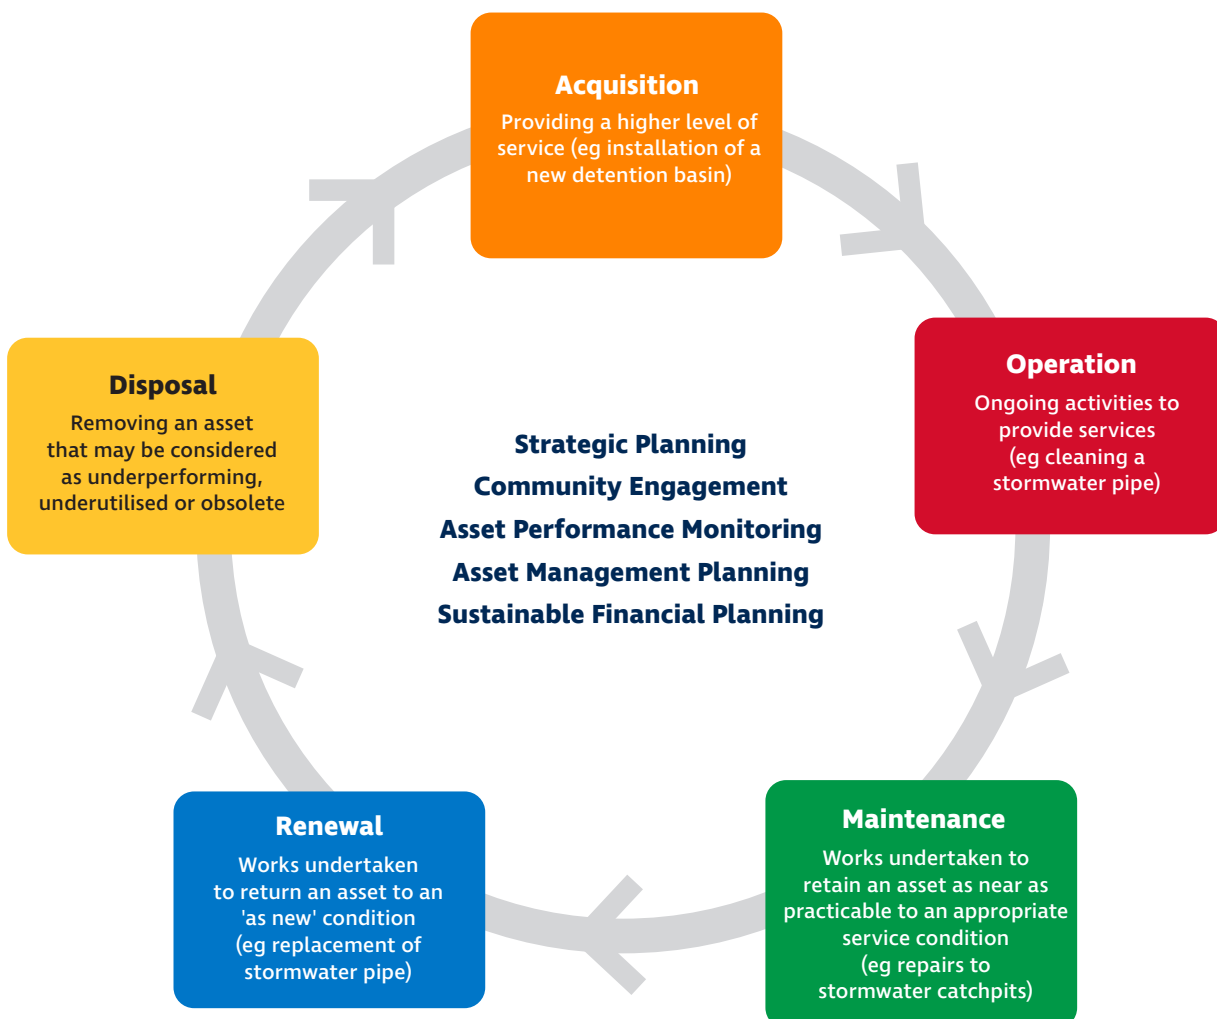 Acquisition
Providing a higher level of
service (eg installation of a
new detention basin)
Operation
Ongoing activities to
provide services
(eg cleaning a
stormwater pipe)
Maintenance
Works undertaken to
retain an asset as near as
practicable to an appropriate
service condition
(eg repairs to
stormwater catchpits)
Renewal
Works undertaken
to return an asset to an
'as new' condition
(eg replacement of
stormwater pipe)
Disposal
Removing an asset
that may be considered
as underperforming,
underutilised or obsolete
Strategic Planning
Community Engagement
Asset Performance Monitoring
Asset Management Planning
Sustainable Financial Planning